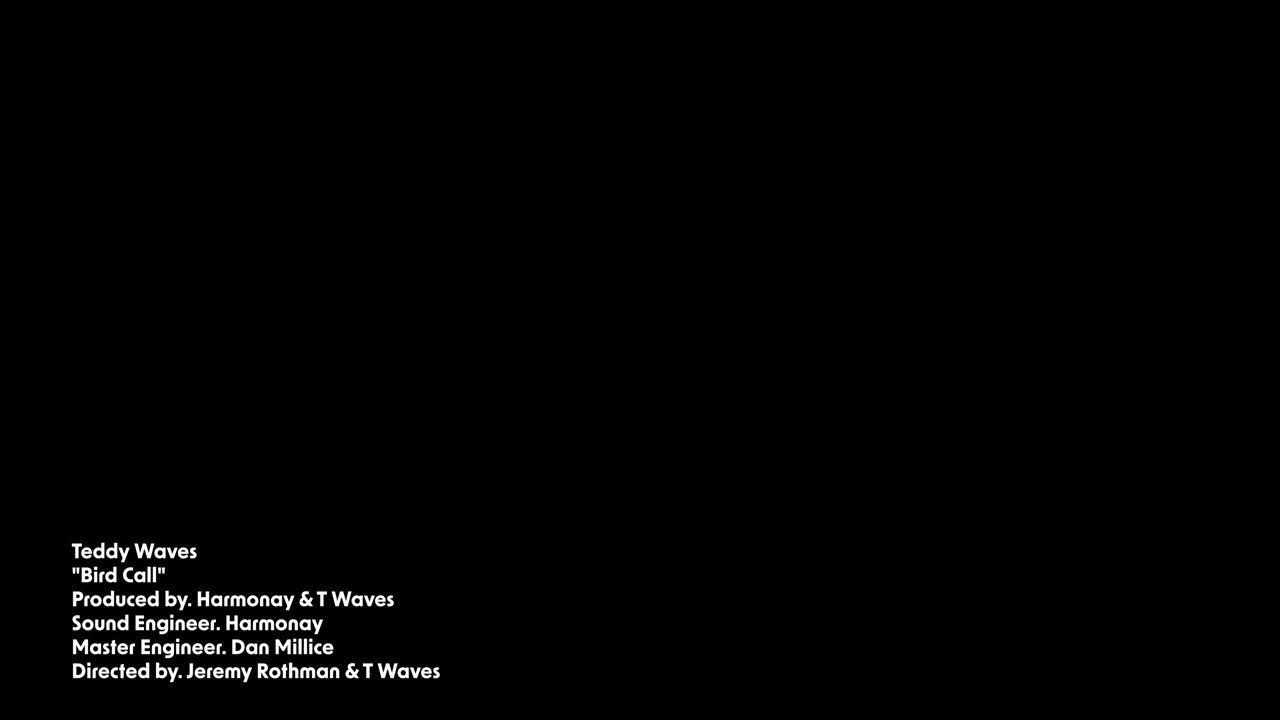 Teddy Waves
"Bird Call"
Produced by. Harmonay & T Waves
Sound Engineer. Harmonay
Master Engineer. Dan Millice
Directed by. Jeremy Rothman & T Waves